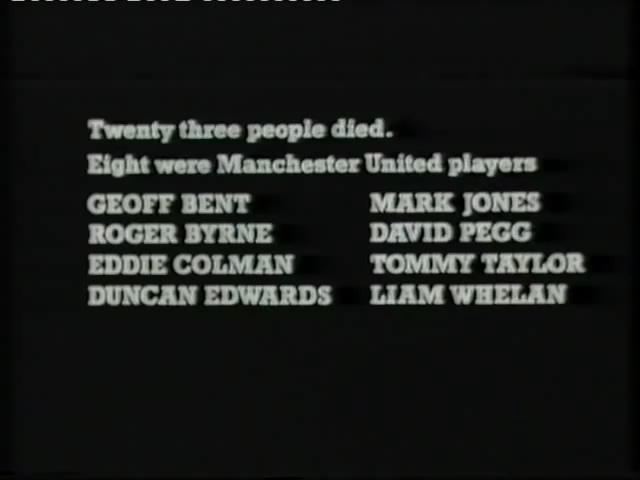 Twenty three people died.
Eight were Manchester United players
GEOFF BENT MARK JONES
ROGER BYRNE DAVID PEGG
EDDIE COLMAN TOMMY TAYLOR
DUNCAN EDWARDS LIAM WHELAN